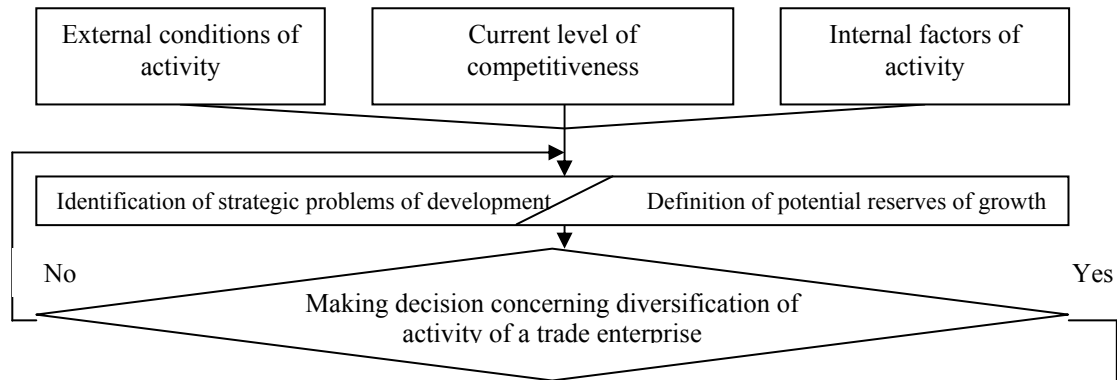 External conditions of
activity
Current level of
competitiveness
Internal factors of
activity
Identification of strategic problems of development
Definition of potential reserves of growth
No
Yes
Making decision concerning diversification of
activity of a trade enterprise